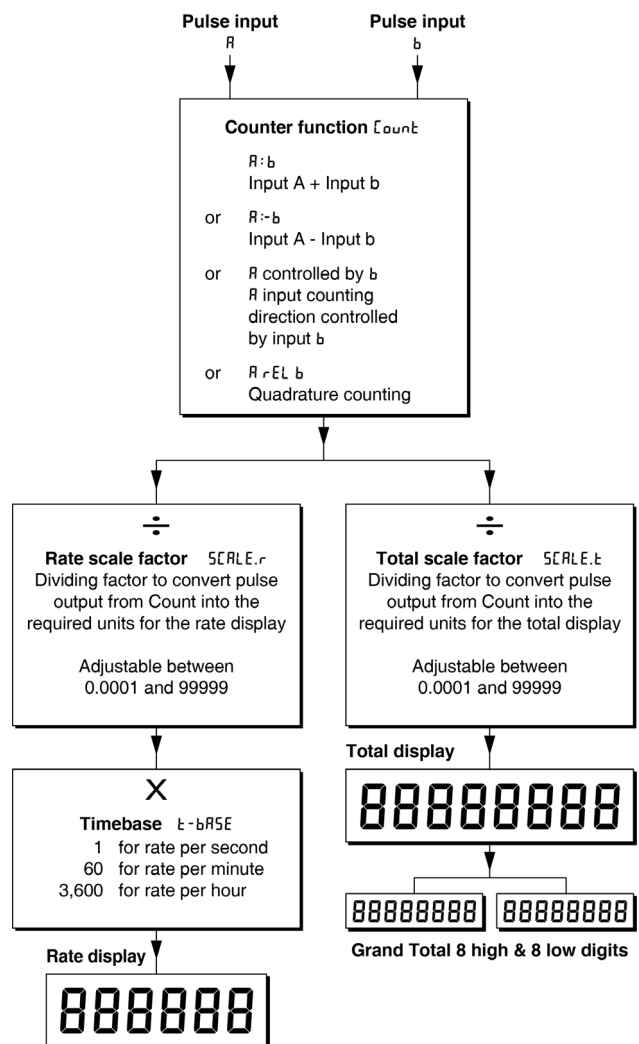 Pulse input Pulse input
A b
Counter function Count
A:b
Input A + Input b
or A:-b
Input A - Input b
or A controlled by b
A input counting
direction controlled
by input b
or A rEL b
Quadrature counting
÷
Rate scale factor SCALE.r
Dividing factor to convert pulse
output from Count into the
required units for the rate display
Adjustable between
0.0001 and 99999
÷
Total scale factor SCALE.t
Dividing factor to convert pulse
output from Count into the
required units for the total display
Adjustable between
0.0001 and 99999
X
Timebase t-bASE
1 for rate per second
60 for rate per minute
3,600 for rate per hour
Rate display
888888
Total display
88888888
88888888 88888888
Grand Total 8 high & 8 low digits